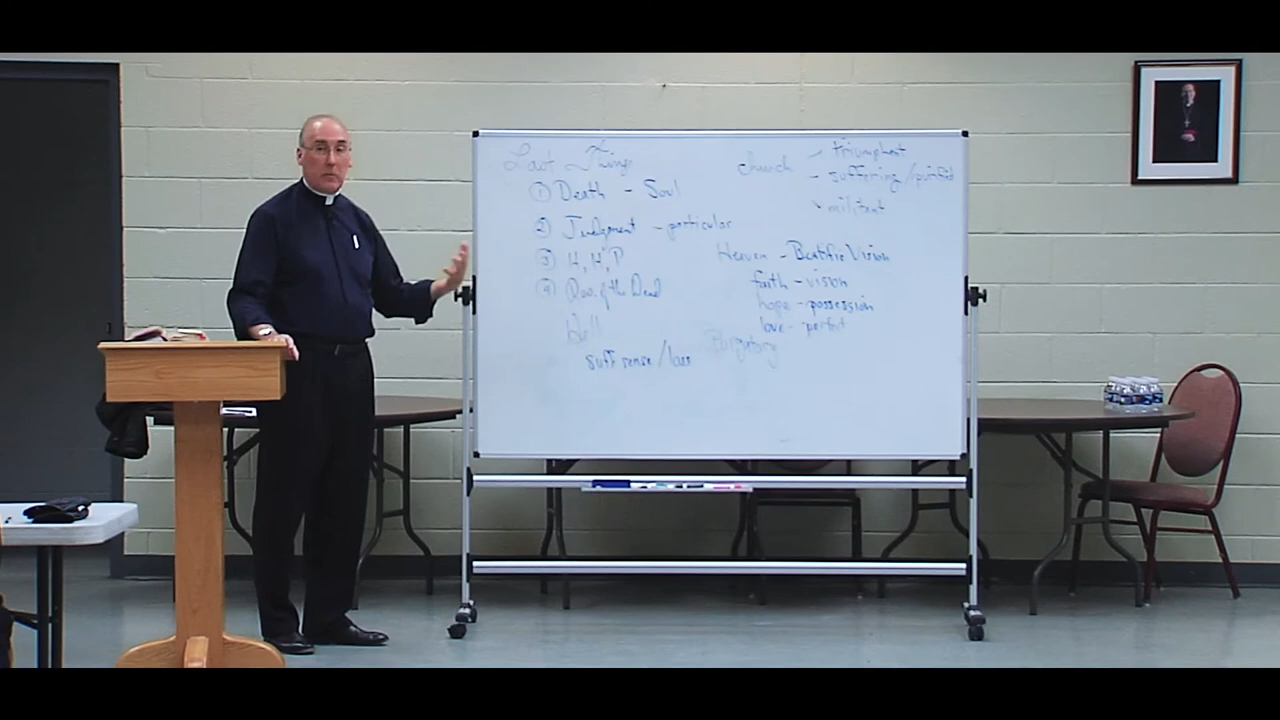 Last Things
① Death - Soul
② Judgment - particular
③ H, H, P
④ Res. of the Dead
Hell
suff sense/loss
Church - triumphant
- suffering/purified
- militant
Heaven - Beatific Vision
faith - vision
hope - possession
love - perfect
Purgatory